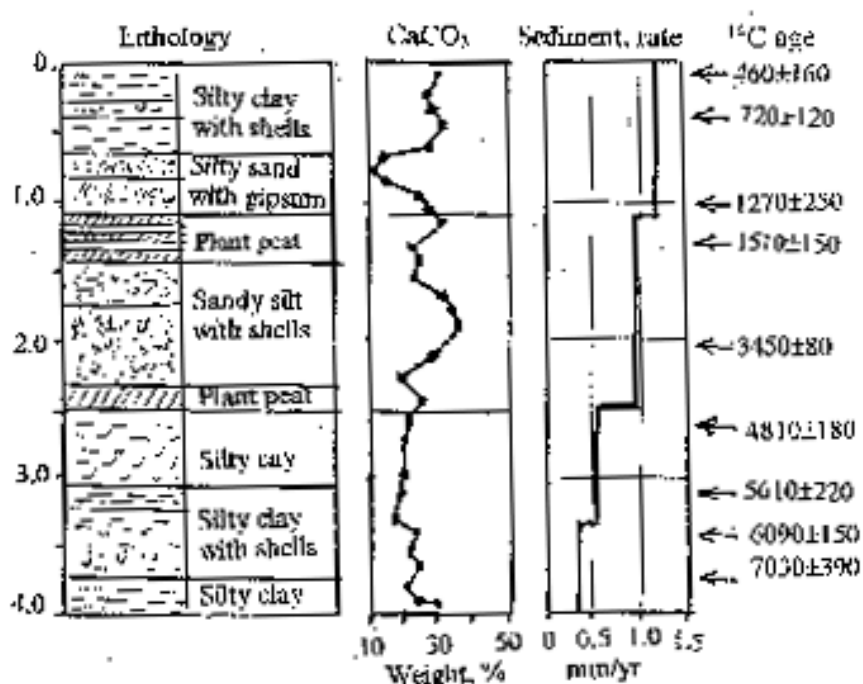 Lithology CaCO₃ Sediment. rate ¹⁴C age
0
Silty clay
with shells
460±160
720±120
Silty sand
with gipsum
1.0
1270±250
Plant peat
1570±150
Sandy silt
with shells
2.0
3450±80
Plant peat
4810±180
Silty clay
3.0
5610±220
Silty clay
with shells
6090±150
7030±390
Silty clay
4.0
10 30 50 0 0.5 1.0
Weight, % mm/yr